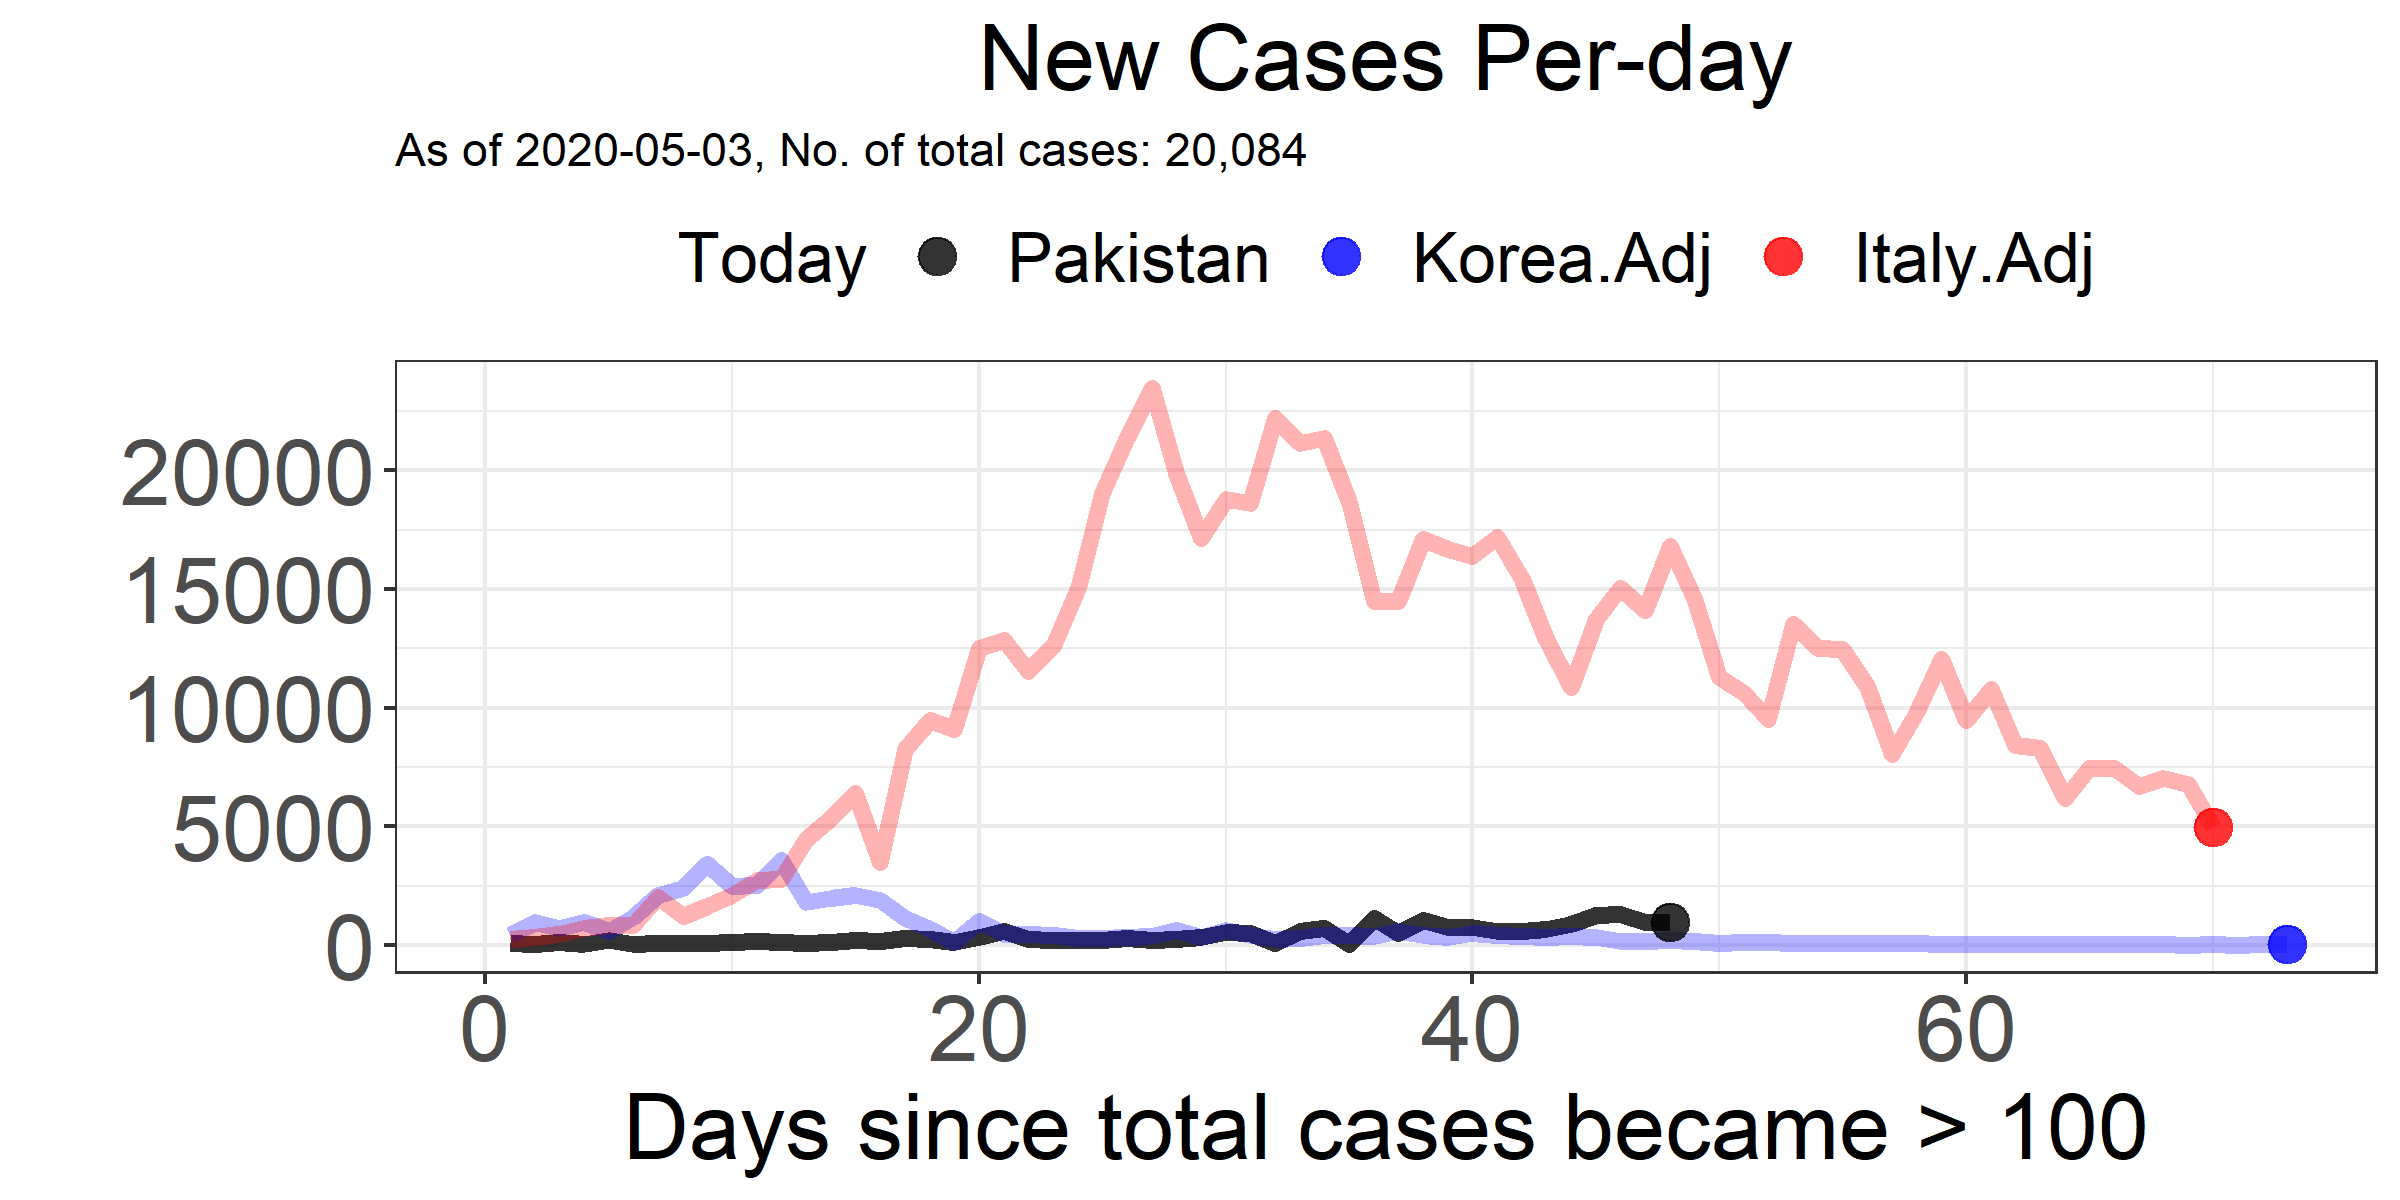 New Cases Per-day
As of 2020-05-03, No. of total cases: 20,084
Today Pakistan Korea.Adj Italy.Adj
20000
15000
10000
5000
0
0 20 40 60
Days since total cases became > 100